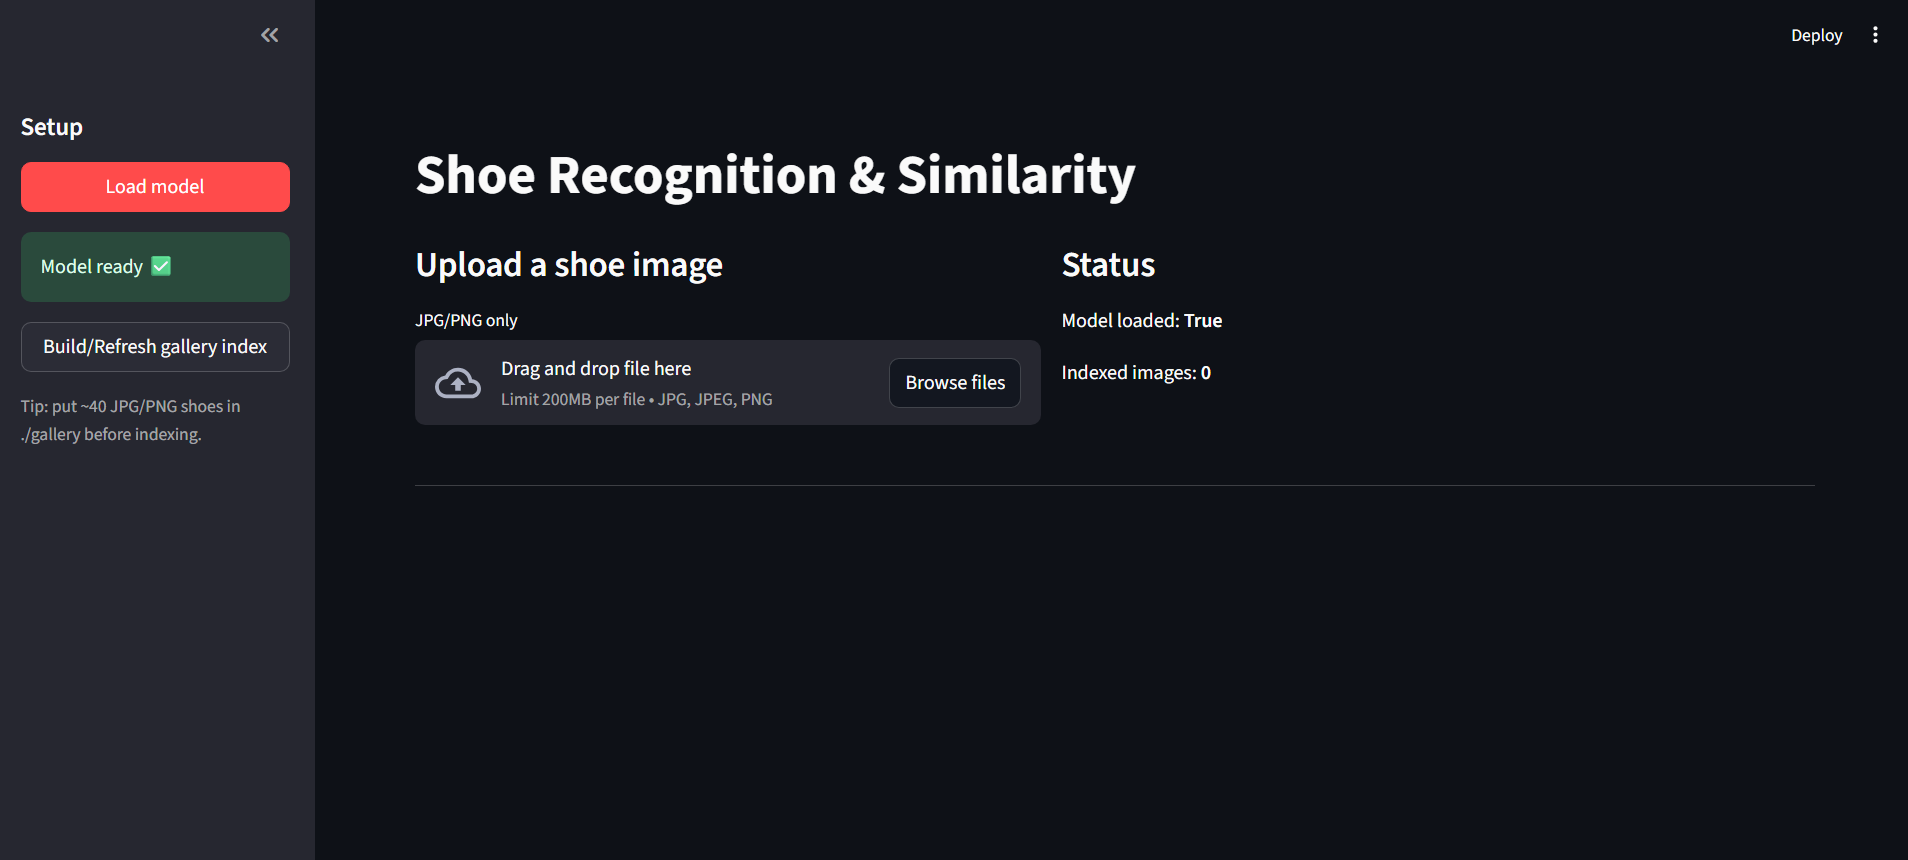 Deploy
Setup
Load model
Model ready ✅
Build/Refresh gallery index
Tip: put ~40 JPG/PNG shoes in
./gallery before indexing.
Shoe Recognition & Similarity
Upload a shoe image
JPG/PNG only
Drag and drop file here
Limit 200MB per file • JPG, JPEG, PNG
Browse files
Status
Model loaded: True
Indexed images: 0